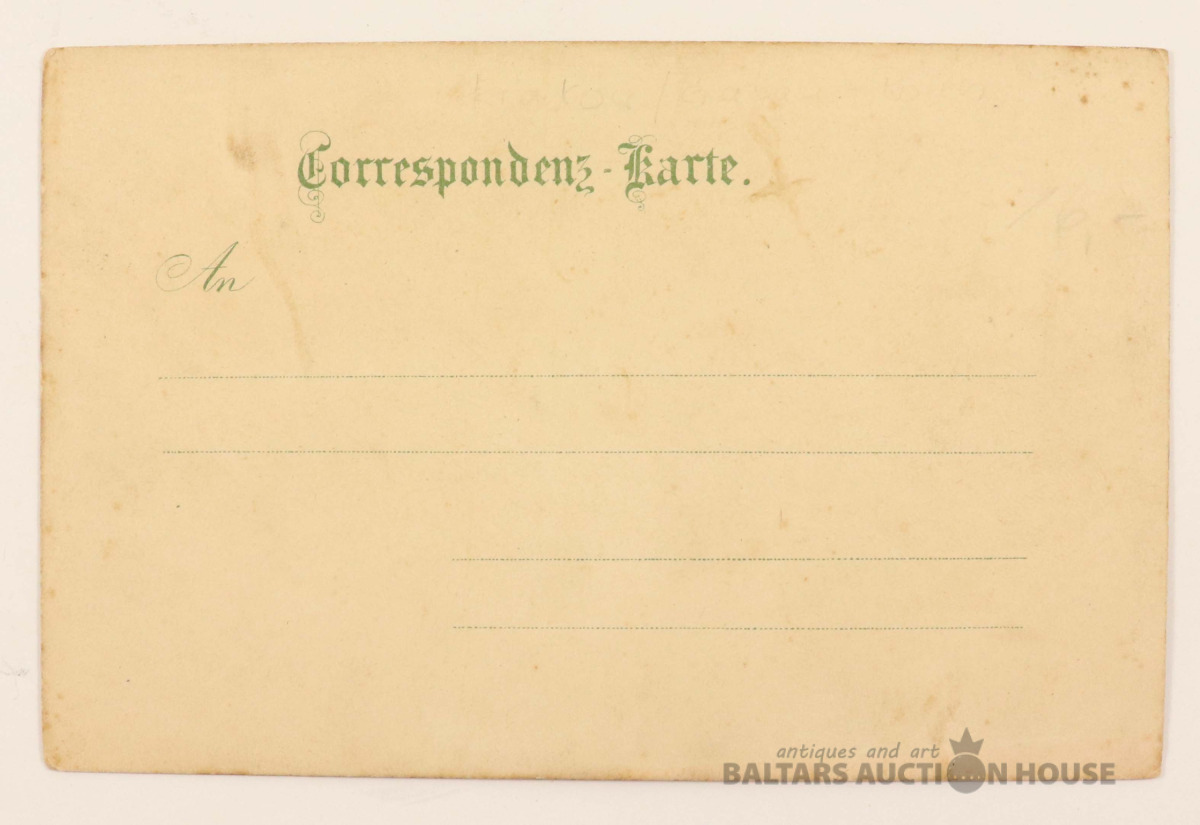 Correspondenz-Karte.
An
antiques and art
BALTARS AUCTION HOUSE